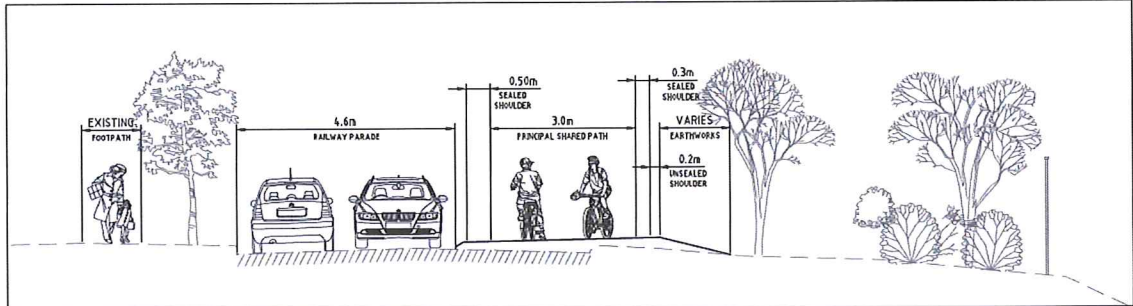 EXISTING
FOOTPATH
4.6m
RAILWAY PARADE
0.50m
SEALED
SHOULDER
3.0m
PRINCIPAL SHARED PATH
0.3m
SEALED
SHOULDER
VARIES
EARTHWORKS
0.2m
UNSEALED
SHOULDER